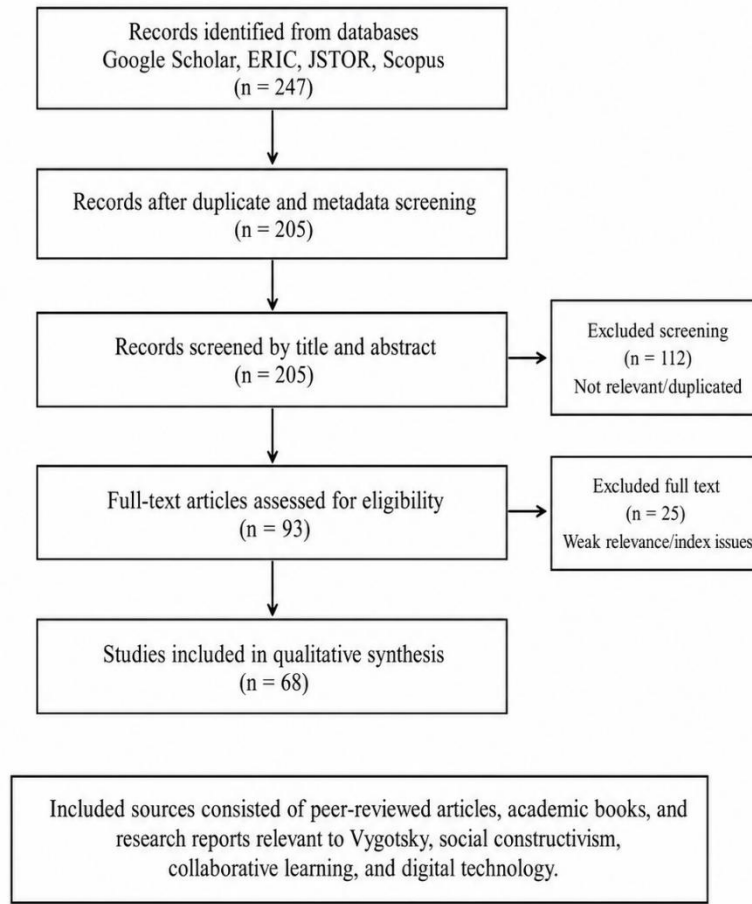 Records identified from databases
Google Scholar, ERIC, JSTOR, Scopus
(n = 247)
Records after duplicate and metadata screening
(n = 205)
Records screened by title and abstract
(n = 205)
Excluded screening
(n = 112)
Not relevant/duplicated
Full-text articles assessed for eligibility
(n = 93)
Excluded full text
(n = 25)
Weak relevance/index issues
Studies included in qualitative synthesis
(n = 68)
Included sources consisted of peer-reviewed articles, academic books, and
research reports relevant to Vygotsky, social constructivism,
collaborative learning, and digital technology.